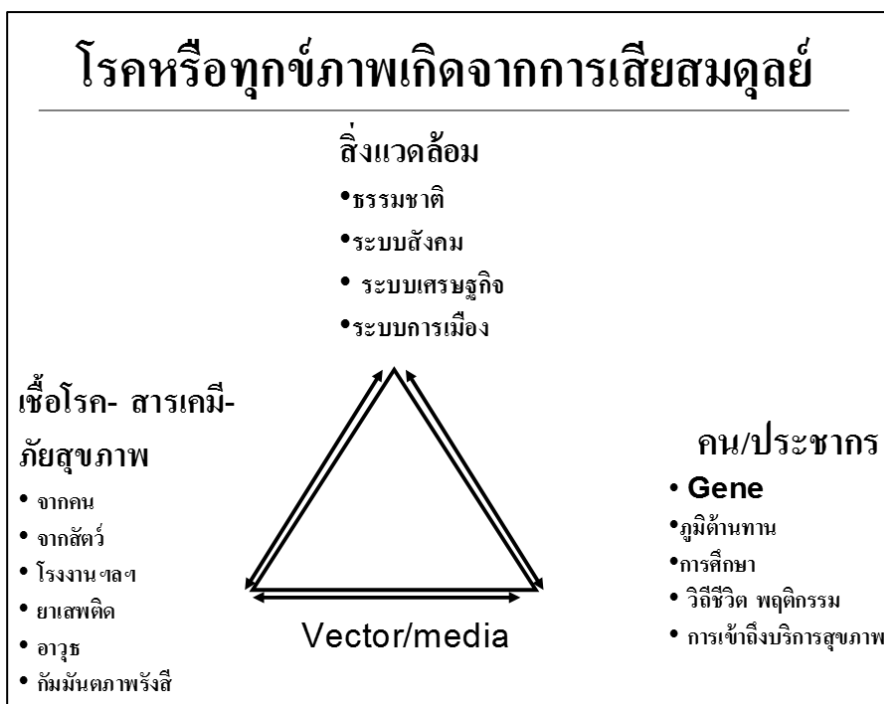 โรคหรือทุกข์ภาพเกิดจากการเสียสมดุลย์
สิ่งแวดล้อม
•ธรรมชาติ
•ระบบสังคม
• ระบบเศรษฐกิจ
•ระบบการเมือง
เชื้อโรค- สารเคมี-
ภัยสุขภาพ
• จากคน
• จากสัตว์
• โรงงานฯลฯ
• ยาเสพติด
• อาวุธ
• กัมมันตภาพรังสี
Vector/media
คน/ประชากร
• Gene
•ภูมิต้านทาน
•การศึกษา
• วิถีชีวิต พฤติกรรม
• การเข้าถึงบริการสุขภาพ